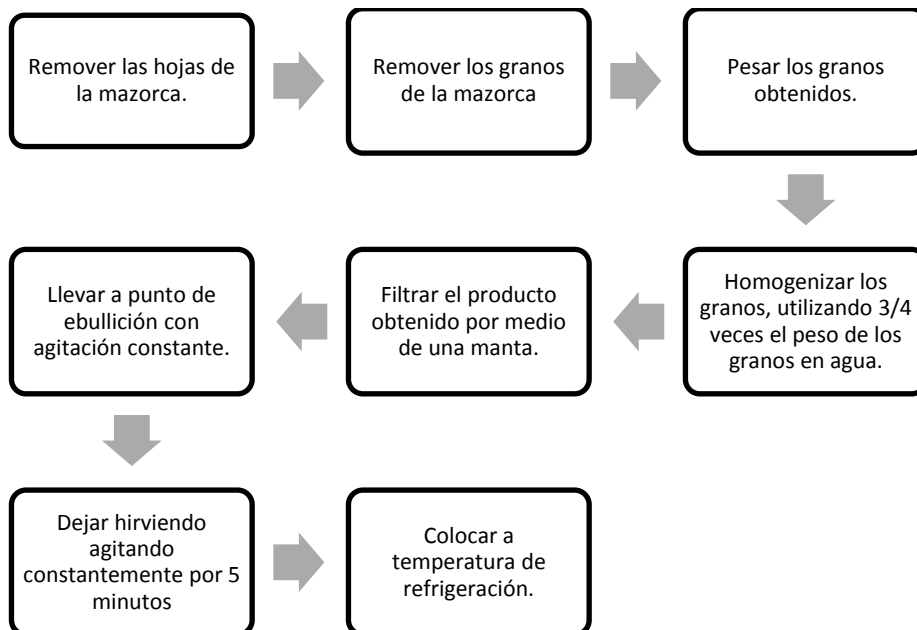 Remover las hojas de
la mazorca.
Remover los granos
de la mazorca
Pesar los granos
obtenidos.
Homogenizar los
granos, utilizando 3/4
veces el peso de los
granos en agua.
Filtrar el producto
obtenido por medio
de una manta.
Llevar a punto de
ebullición con
agitación constante.
Dejar hirviendo
agitando
constantemente por 5
minutos
Colocar a
temperatura de
refrigeración.